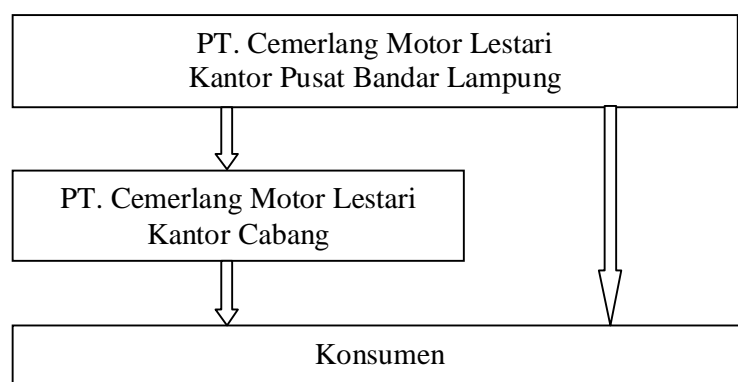 PT. Cemerlang Motor Lestari
Kantor Pusat Bandar Lampung
PT. Cemerlang Motor Lestari
Kantor Cabang
Konsumen